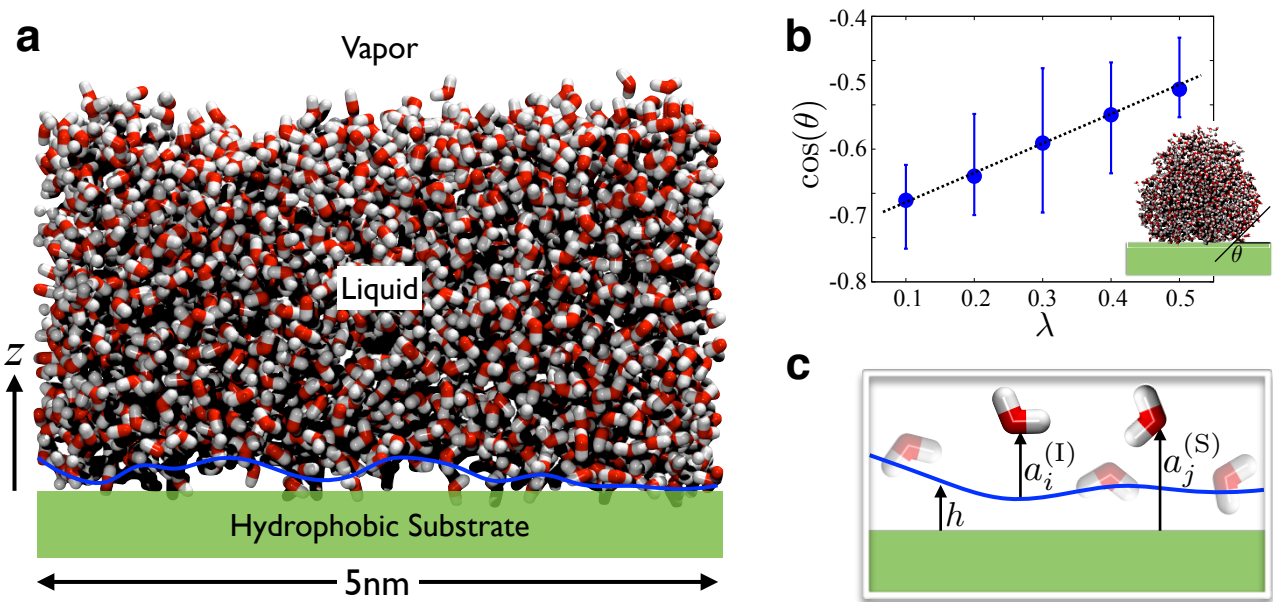 a
Vapor
Liquid
z
Hydrophobic Substrate
5nm
b
-0.4
-0.5
-0.6
-0.7
-0.8
cos(θ)
0.1 0.2 0.3 0.4 0.5
λ
θ
c
a_i^(I)
a_j^(S)
h